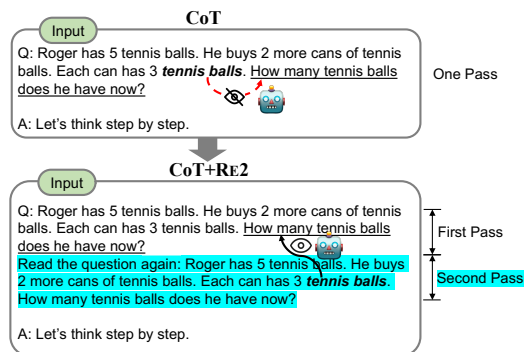 CoT
Input
Q: Roger has 5 tennis balls. He buys 2 more cans of tennis
balls. Each can has 3 tennis balls. How many tennis balls
does he have now?
A: Let's think step by step.
One Pass
CoT+RE2
Input
Q: Roger has 5 tennis balls. He buys 2 more cans of tennis
balls. Each can has 3 tennis balls. How many tennis balls
does he have now?
Read the question again: Roger has 5 tennis balls. He buys
2 more cans of tennis balls. Each can has 3 tennis balls.
How many tennis balls does he have now?
A: Let's think step by step.
First Pass
Second Pass